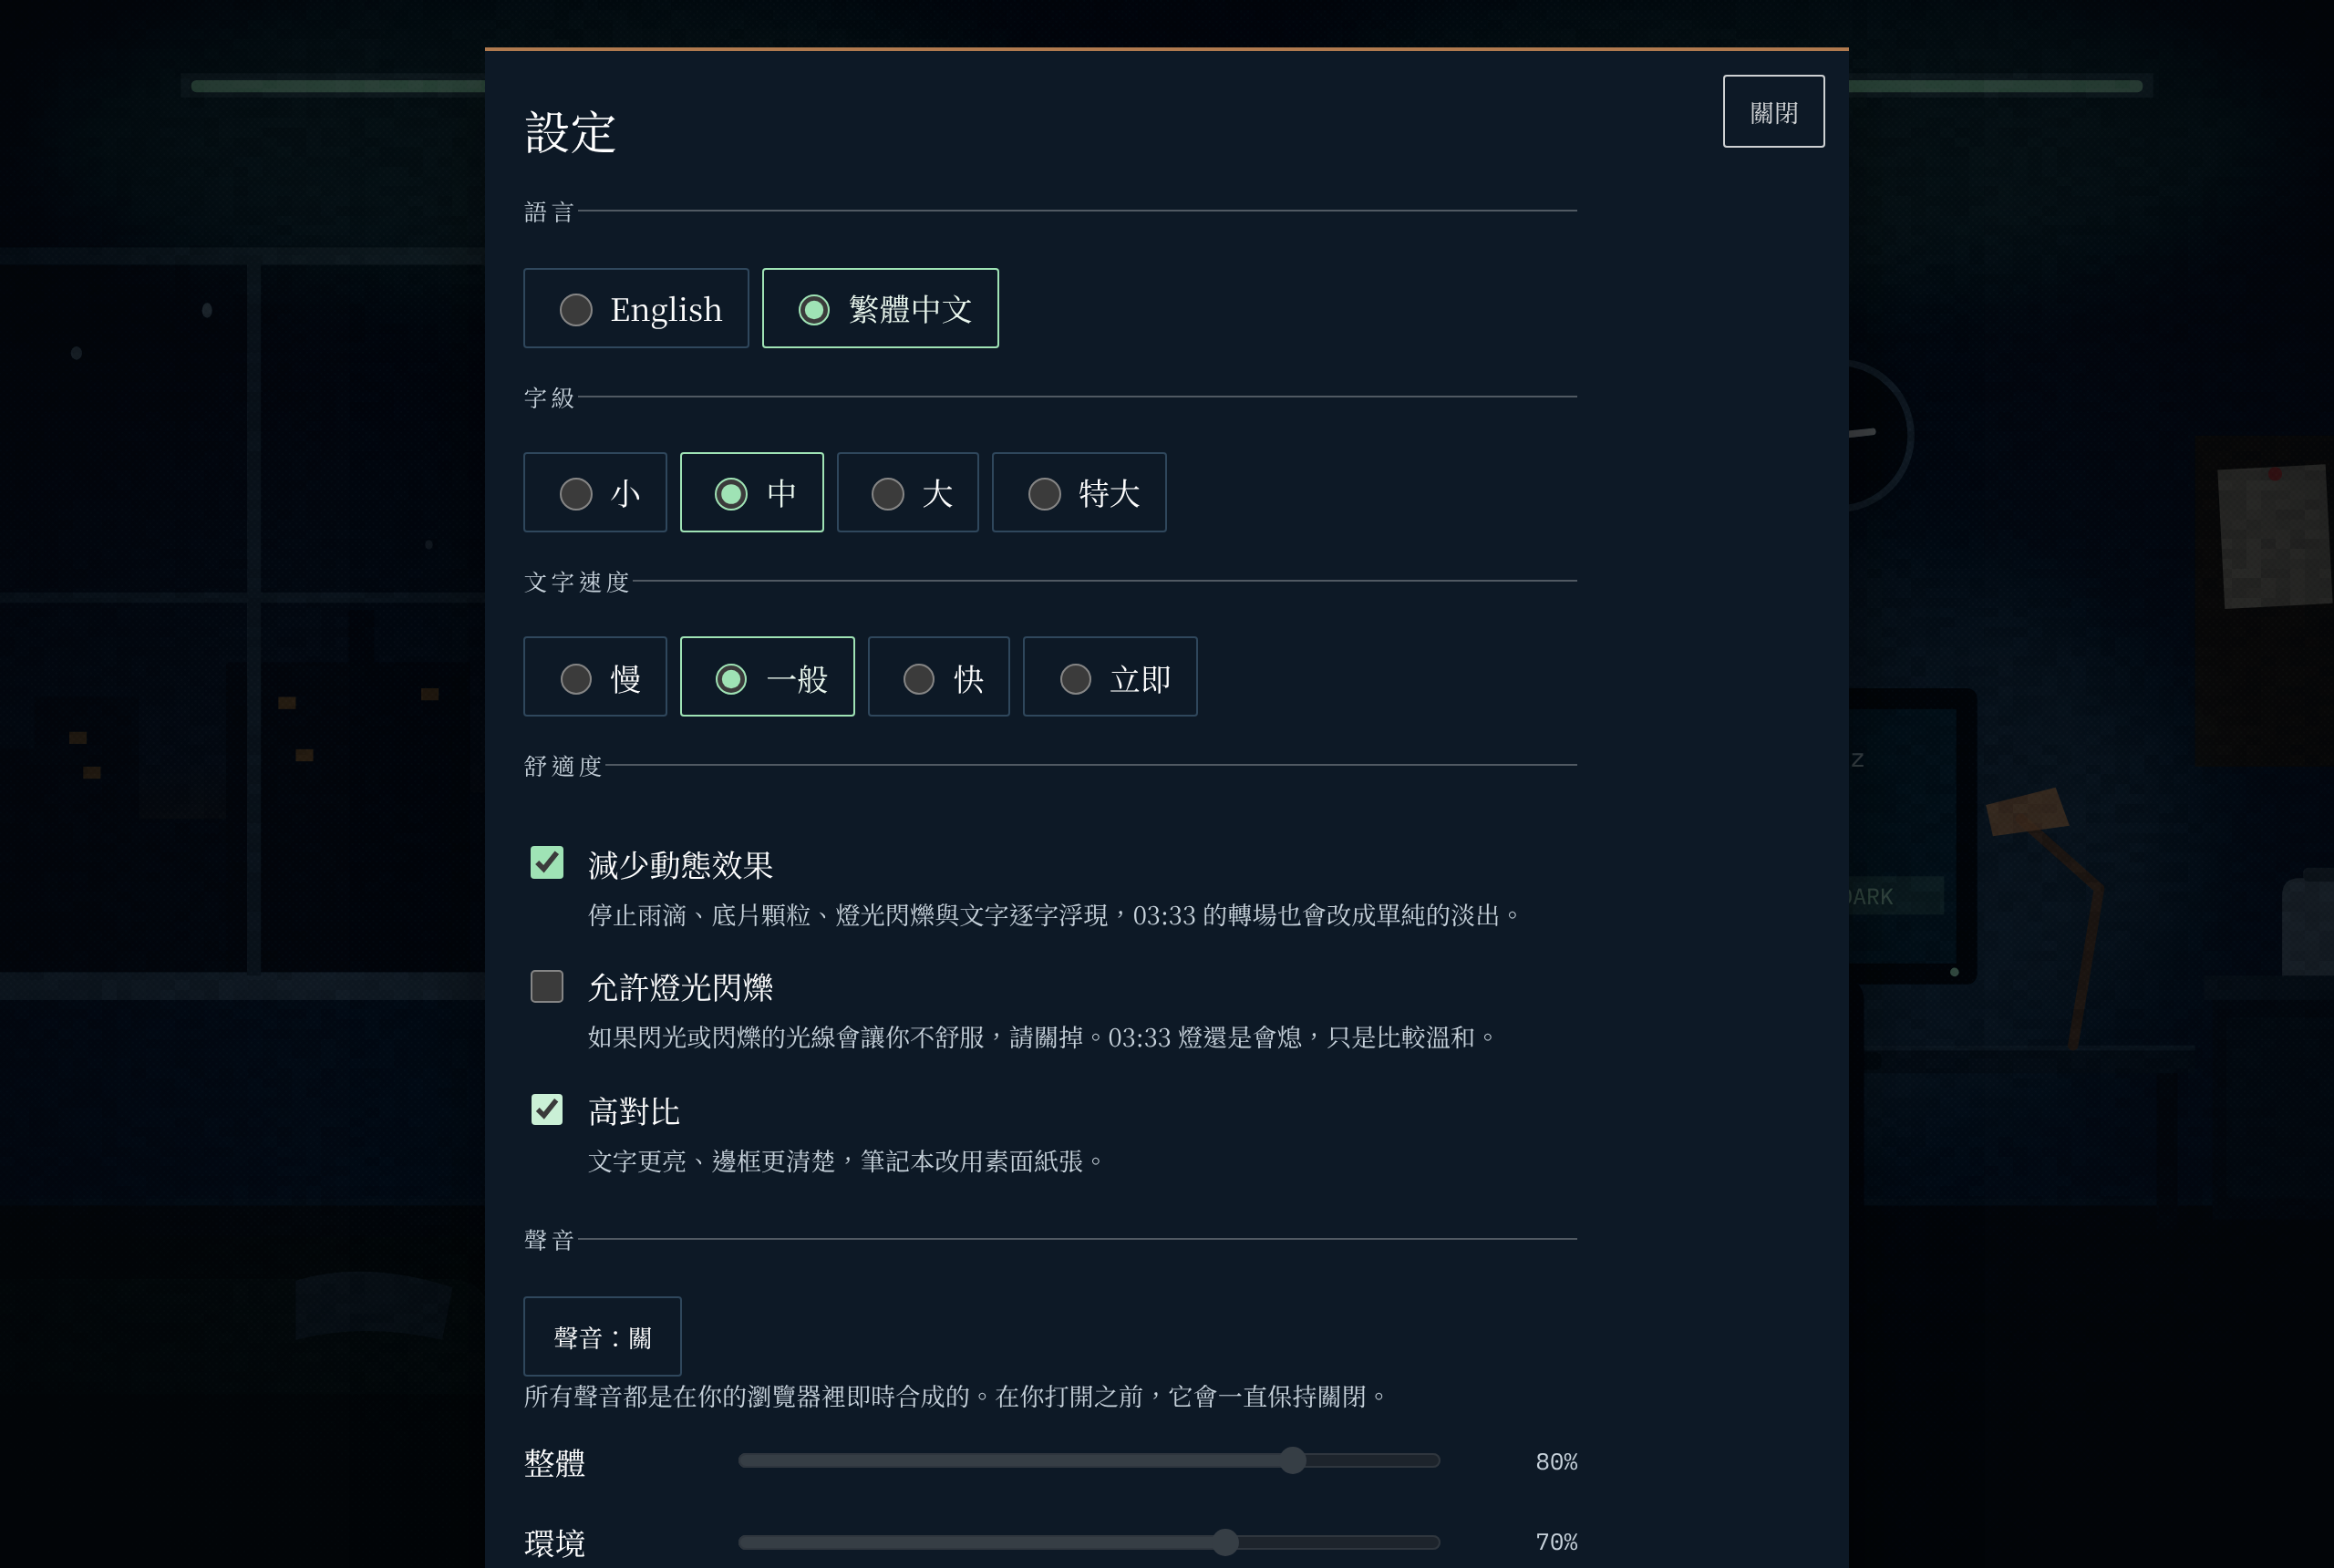 設定
關閉
語言
English
繁體中文
字級
小
中
大
特大
文字速度
慢
一般
快
立即
舒適度
減少動態效果
停止雨滴、底片顆粒、燈光閃爍與文字逐字浮現，03:33 的轉場也會改成單純的淡出。
允許燈光閃爍
如果閃光或閃爍的光線會讓你不舒服，請關掉。03:33 燈還是會熄，只是比較溫和。
高對比
文字更亮、邊框更清楚，筆記本改用素面紙張。
聲音
聲音：關
所有聲音都是在你的瀏覽器裡即時合成的。在你打開之前，它會一直保持關閉。
整體
80%
環境
70%
z
DARK